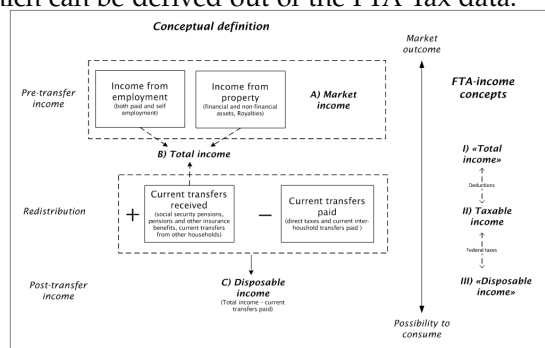 which can be derived out of the FTA Tax data.
Conceptual definition
Market
outcome
Pre-transfer
income
Income from
employment
(both paid and self
employment)
Income from
property
(financial and non-financial
assets, Royalties)
A) Market
income
FTA-income
concepts
B) Total income
I) «Total
income»
Deductions
Redistribution
+
Current transfers
received
(social security pensions,
pensions and other insurance
benefits, current transfers
from other households)
−
Current transfers
paid
(direct taxes and current inter-
houshold transfers paid )
II) Taxable
income
Federal taxes
Post-transfer
income
C) Disposable
income
(Total income – current
transfers paid)
III) «Disposable
income»
Possibility to
consume